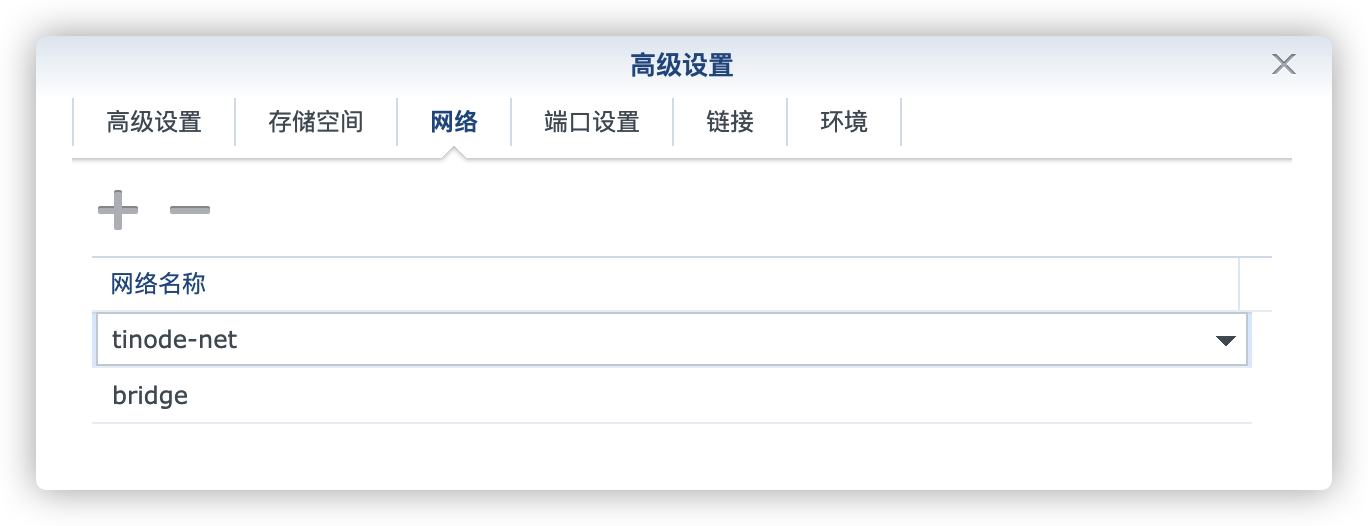 高级设置
高级设置 存储空间 网络 端口设置 链接 环境
网络名称
tinode-net
bridge